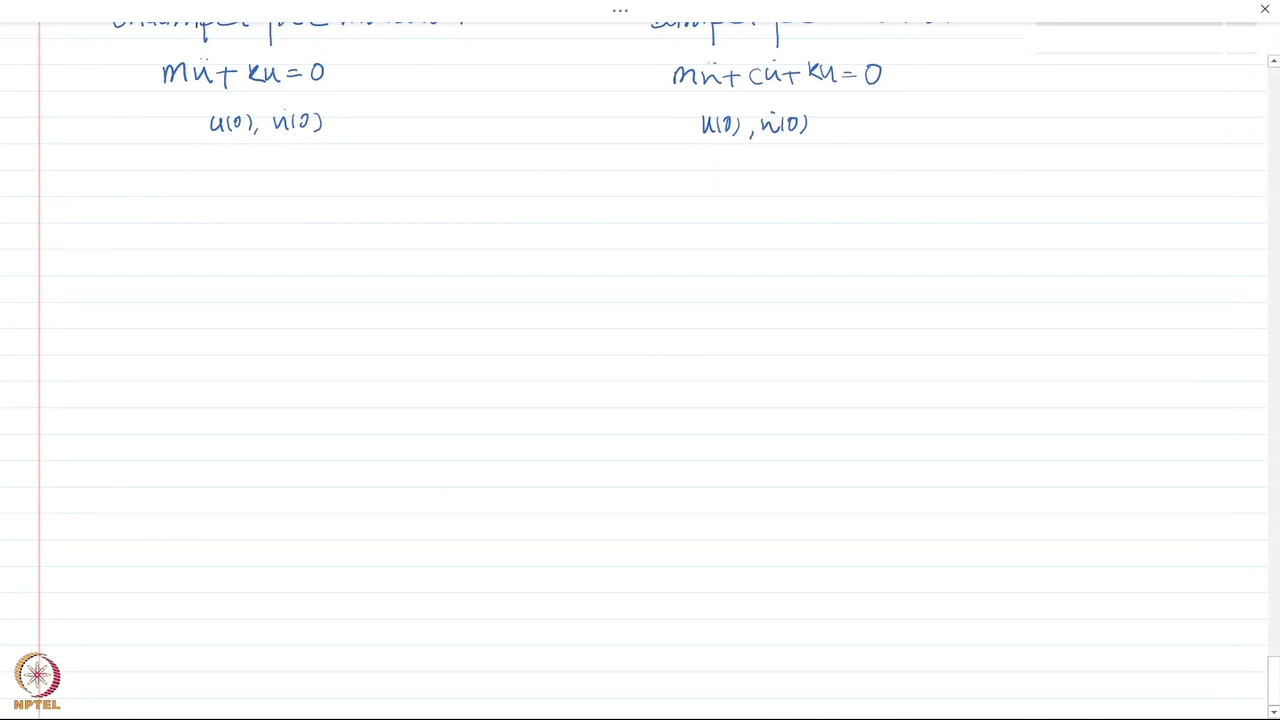 mü + ku = 0
u(0), u̇(0)
mü + cu̇ + ku = 0
u(0), u̇(0)
NPTEL